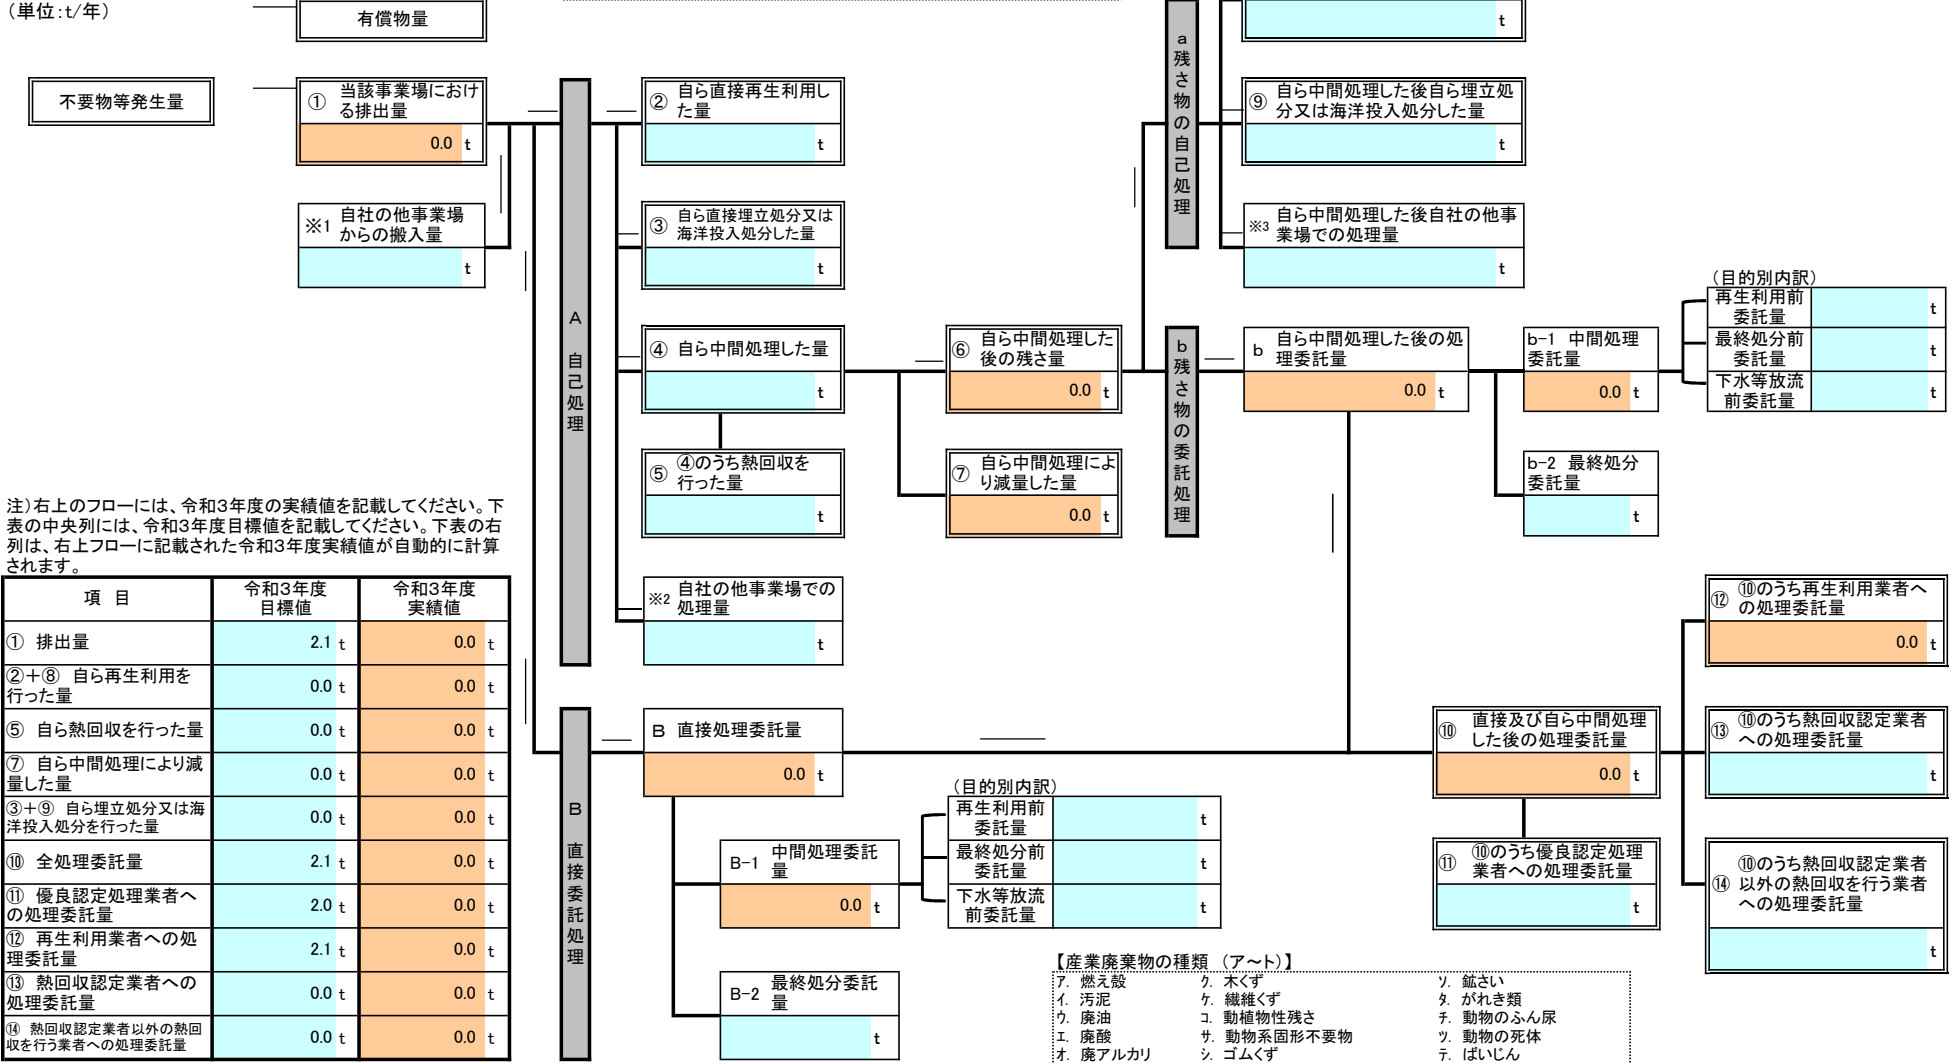 （単位:t/年）
有償物量
t
不要物等発生量
① 当該事業場におけ
る排出量
0.0 t
※1 自社の他事業場
からの搬入量
t
A 自己処理
② 自ら直接再生利用し
た量
t
③ 自ら直接埋立処分又は
海洋投入処分した量
t
④ 自ら中間処理した量
t
⑤ ④のうち熱回収を
行った量
t
※2 自社の他事業場での
処理量
t
⑥ 自ら中間処理した
後の残さ量
0.0 t
⑦ 自ら中間処理によ
り減量した量
0.0 t
a残さ物の自己処理
⑨ 自ら中間処理した後自ら埋立処
分又は海洋投入処分した量
t
※3 自ら中間処理した後自社の他事
業場での処理量
t
b残さ物の委託処理
b 自ら中間処理した後の処
理委託量
0.0 t
b-1 中間処理
委託量
0.0 t
（目的別内訳）
再生利用前
委託量 t
最終処分前
委託量 t
下水等放流
前委託量 t
b-2 最終処分
委託量
t
注）右上のフローには、令和3年度の実績値を記載してください。下
表の中央列には、令和3年度目標値を記載してください。下表の右
列は、右上フローに記載された令和3年度実績値が自動的に計算
されます。
項 目 令和3年度 目標値 令和3年度 実績値
① 排出量 2.1 t 0.0 t
②＋⑧ 自ら再生利用を
行った量 0.0 t 0.0 t
⑤ 自ら熱回収を行った量 0.0 t 0.0 t
⑦ 自ら中間処理により減
量した量 0.0 t 0.0 t
③＋⑨ 自ら埋立処分又は海
洋投入処分を行った量 0.0 t 0.0 t
⑩ 全処理委託量 2.1 t 0.0 t
⑪ 優良認定処理業者へ
の処理委託量 2.0 t 0.0 t
⑫ 再生利用業者への処
理委託量 2.1 t 0.0 t
⑬ 熱回収認定業者への
処理委託量 0.0 t 0.0 t
⑭ 熱回収認定業者以外の熱回
収を行う業者への処理委託量 0.0 t 0.0 t
B 直接委託処理
B 直接処理委託量
0.0 t
B-1 中間処理委託
量
0.0 t
（目的別内訳）
再生利用前
委託量 t
最終処分前
委託量 t
下水等放流
前委託量 t
B-2 最終処分委託
量
t
⑩ 直接及び自ら中間処理
した後の処理委託量
0.0 t
⑪ ⑩のうち優良認定処理
業者への処理委託量
t
⑫ ⑩のうち再生利用業者へ
の処理委託量
0.0 t
⑬ ⑩のうち熱回収認定業者
への処理委託量
t
⑭ ⑩のうち熱回収認定業者
以外の熱回収を行う業者
への処理委託量
t
【産業廃棄物の種類 （ア～ト）】
ア. 燃え殻 ク. 木くず ソ. 鉱さい
イ. 汚泥 ケ. 繊維くず タ. がれき類
ウ. 廃油 コ. 動植物性残さ チ. 動物のふん尿
エ. 廃酸 サ. 動物系固形不要物 ツ. 動物の死体
オ. 廃アルカリ シ. ゴムくず テ. ばいじん